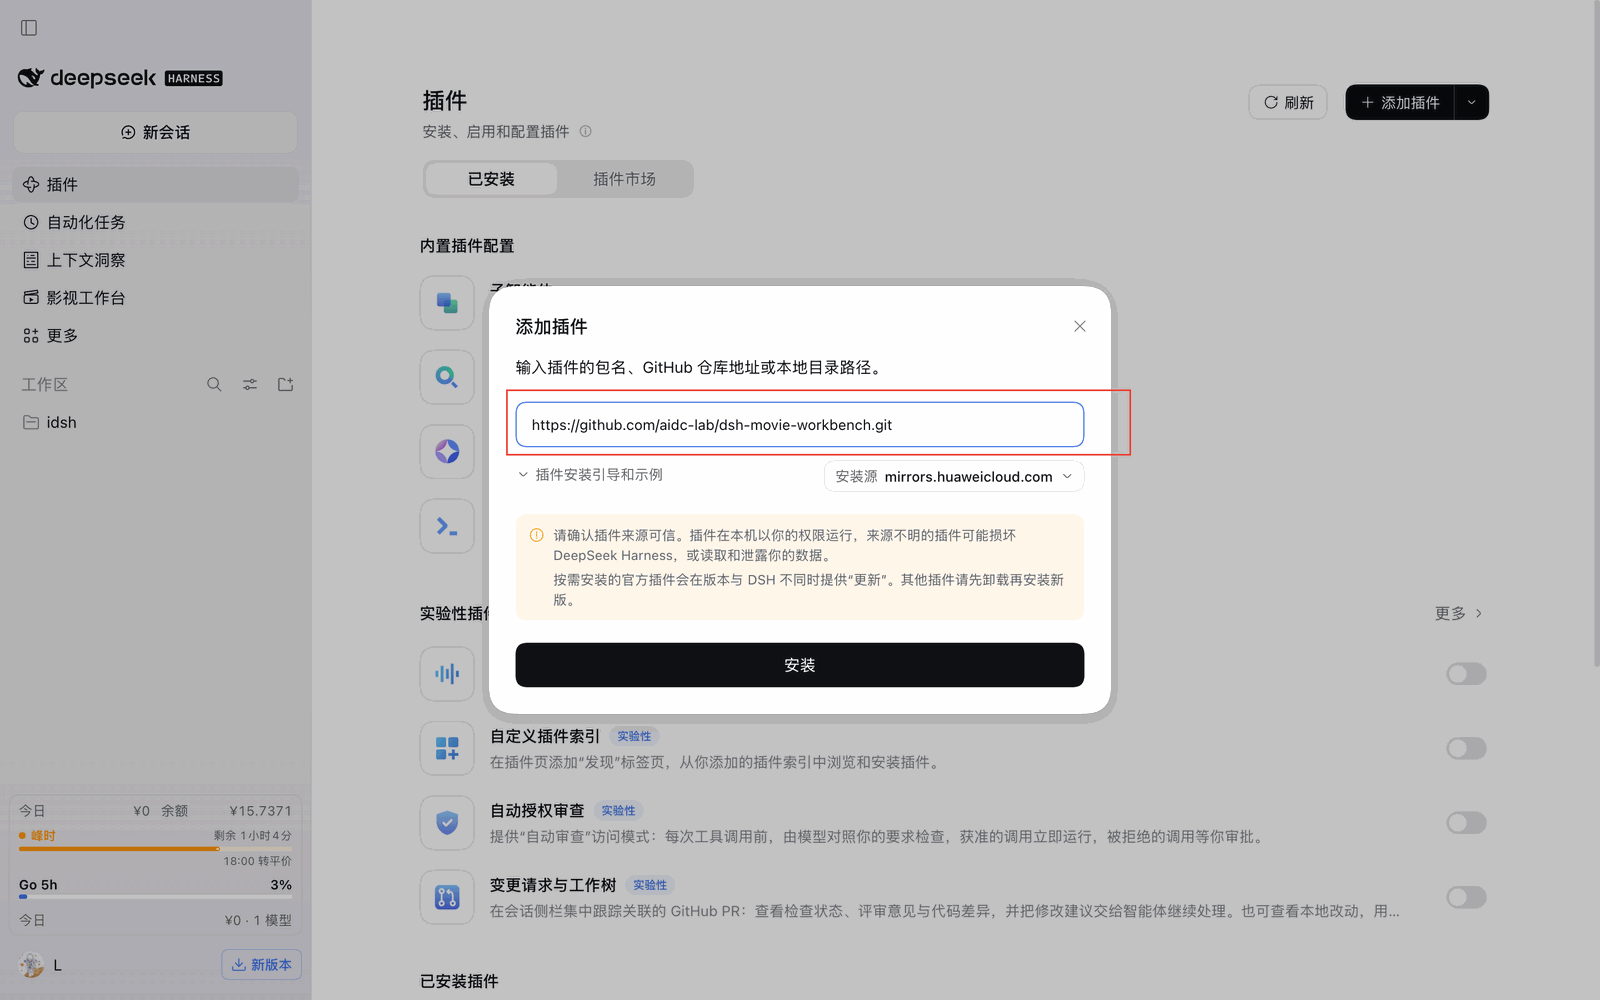 deepseek HARNESS
新会话
插件
自动化任务
上下文洞察
影视工作台
更多
工作区
idsh
今日 ¥0 余额 ¥15.7371
峰时 剩余 1小时4分
18:00 转平价
Go 5h 3%
今日 ¥0 · 1 模型
L
新版本
插件
安装、启用和配置插件
刷新
添加插件
已安装
插件市场
内置插件配置
添加插件
输入插件的包名、GitHub 仓库地址或本地目录路径。
https://github.com/aidc-lab/dsh-movie-workbench.git
插件安装引导和示例
安装源 mirrors.huaweicloud.com
请确认插件来源可信。插件在本机以你的权限运行，来源不明的插件可能损坏
DeepSeek Harness，或读取和泄露你的数据。
按需安装的官方插件会在版本与 DSH 不同时提供“更新”。其他插件请先卸载再安装新
版。
安装
实验性插件
更多
自定义插件索引 实验性
在插件页添加“发现”标签页，从你添加的插件索引中浏览和安装插件。
自动授权审查 实验性
提供“自动审查”访问模式：每次工具调用前，由模型对照你的要求检查，获准的调用立即运行，被拒绝的调用等你审批。
变更请求与工作树 实验性
在会话侧栏集中跟踪关联的 GitHub PR：查看检查状态、评审意见与代码差异，并把修改建议交给智能体继续处理。也可查看本地改动，用...
已安装插件